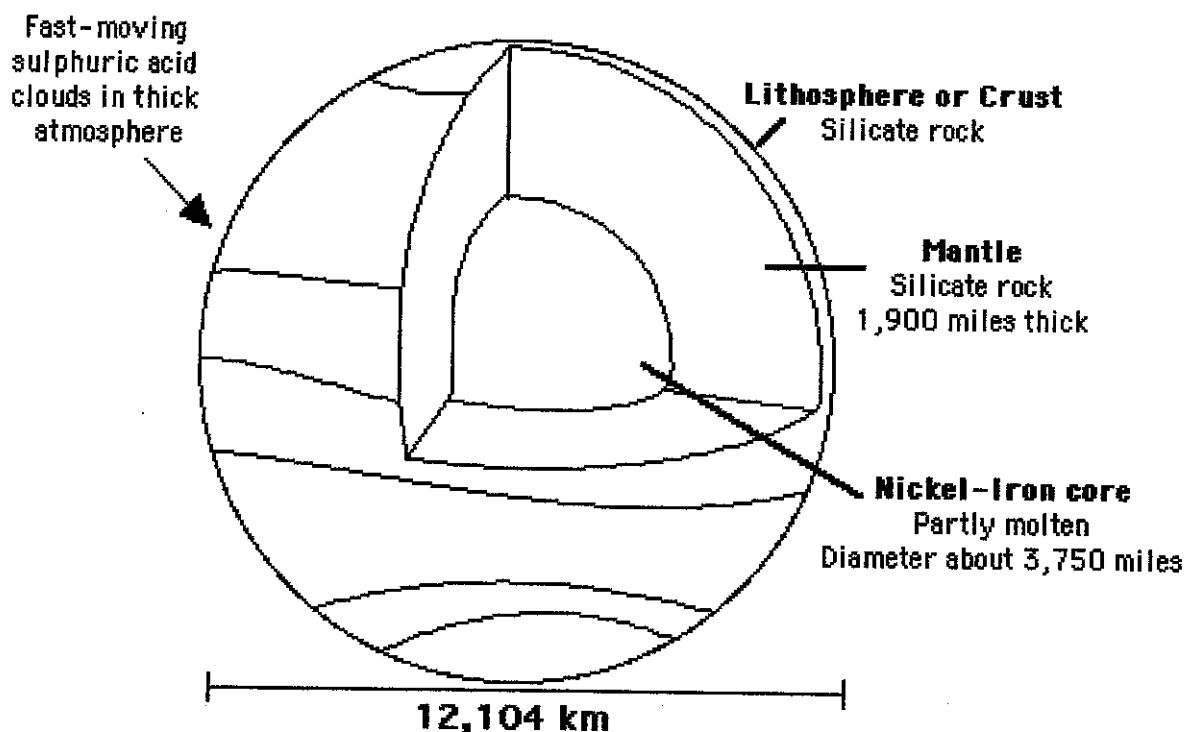 Fast-moving
sulphuric acid
clouds in thick
atmosphere
Lithosphere or Crust
Silicate rock
Mantle
Silicate rock
1,900 miles thick
Nickel-Iron core
Partly molten
Diameter about 3,750 miles
12,104 km